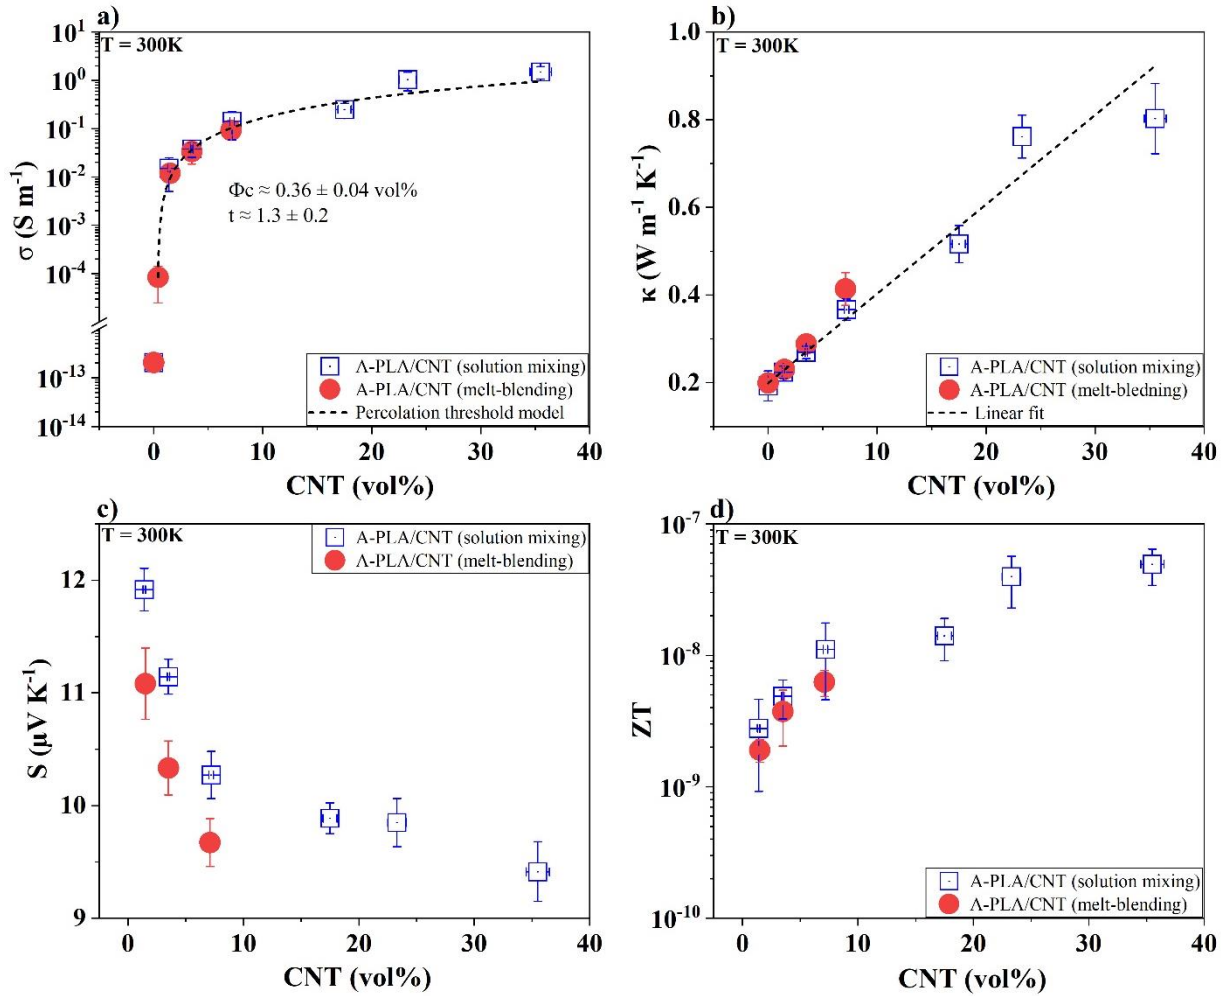 a)
T = 300K
10¹
10⁰
10⁻¹
10⁻²
10⁻³
10⁻⁴
10⁻¹³
10⁻¹⁴
σ (S m⁻¹)
Φc ≈ 0.36 ± 0.04 vol%
t ≈ 1.3 ± 0.2
A-PLA/CNT (solution mixing)
A-PLA/CNT (melt-blending)
Percolation threshold model
0 10 20 30 40
CNT (vol%)
b)
T = 300K
1.0
0.8
0.6
0.4
0.2
κ (W m⁻¹ K⁻¹)
A-PLA/CNT (solution mixing)
A-PLA/CNT (melt-bledning)
Linear fit
0 10 20 30 40
CNT (vol%)
c)
T = 300K
A-PLA/CNT (solution mixing)
A-PLA/CNT (melt-blending)
12
11
10
9
S (µV K⁻¹)
0 10 20 30 40
CNT (vol%)
d)
T = 300K
10⁻⁷
10⁻⁸
10⁻⁹
10⁻¹⁰
ZT
A-PLA/CNT (solution mixing)
A-PLA/CNT (melt-blending)
0 10 20 30 40
CNT (vol%)